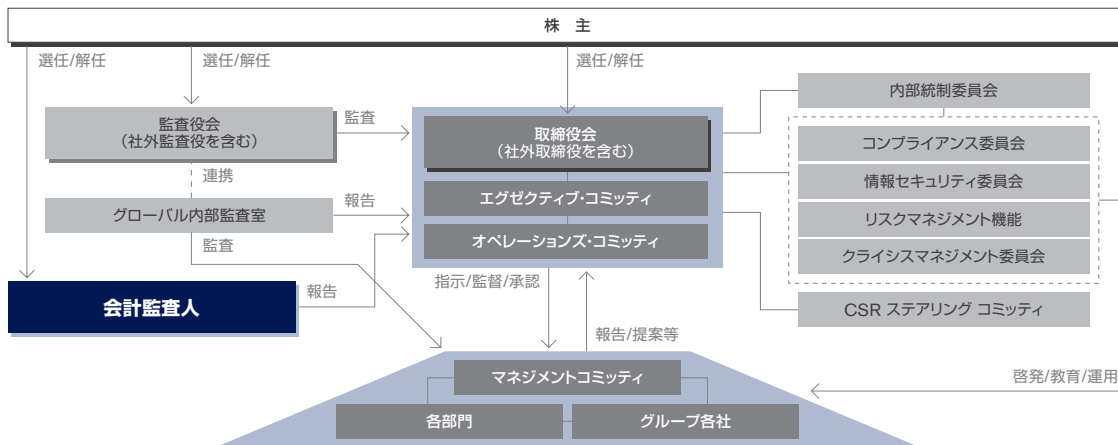 株 主
選任/解任
選任/解任
選任/解任
監査役会
(社外監査役を含む)
監査
取締役会
(社外取締役を含む)
内部統制委員会
コンプライアンス委員会
連携
エグゼクティブ・コミッティ
情報セキュリティ委員会
グローバル内部監査室
報告
オペレーションズ・コミッティ
リスクマネジメント機能
監査
クライシスマネジメント委員会
指示/監督/承認
会計監査人
報告
CSR ステアリング コミッティ
報告/提案等
マネジメントコミッティ
啓発/教育/運用
各部門
グループ各社